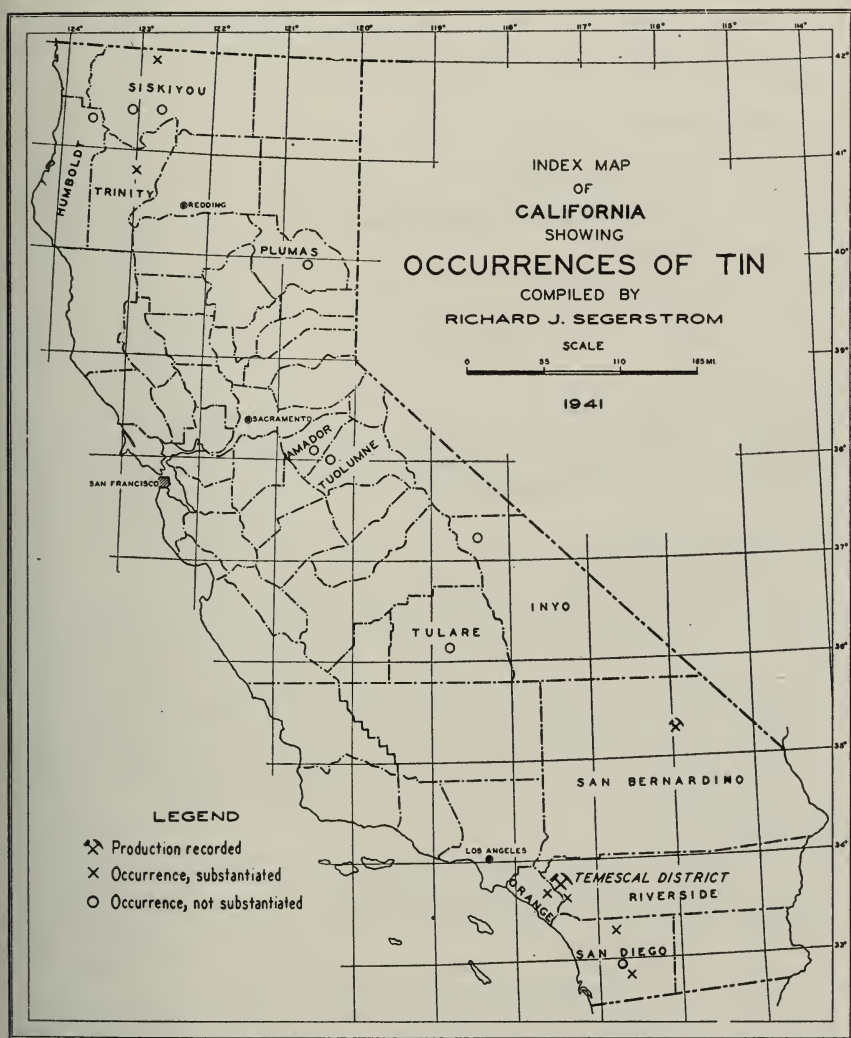 124° 123° 122° 121° 120° 119° 118° 117° 116° 115° 114°
42°
SISKIYOU
HUMBOLDT
TRINITY
41°
REDDING
PLUMAS
40°
INDEX MAP
OF
CALIFORNIA
SHOWING
OCCURRENCES OF TIN
COMPILED BY
RICHARD J. SEGERSTROM
SCALE
0 55 110 165 MI.
1941
39°
SACRAMENTO
AMADOR
TUOLUMNE
38°
SAN FRANCISCO
37°
INYO
TULARE
36°
35°
SAN BERNARDINO
LEGEND
Production recorded
Occurrence, substantiated
Occurrence, not substantiated
LOS ANGELES
34°
ORANGE
TEMESCAL DISTRICT
RIVERSIDE
SAN DIEGO
33°